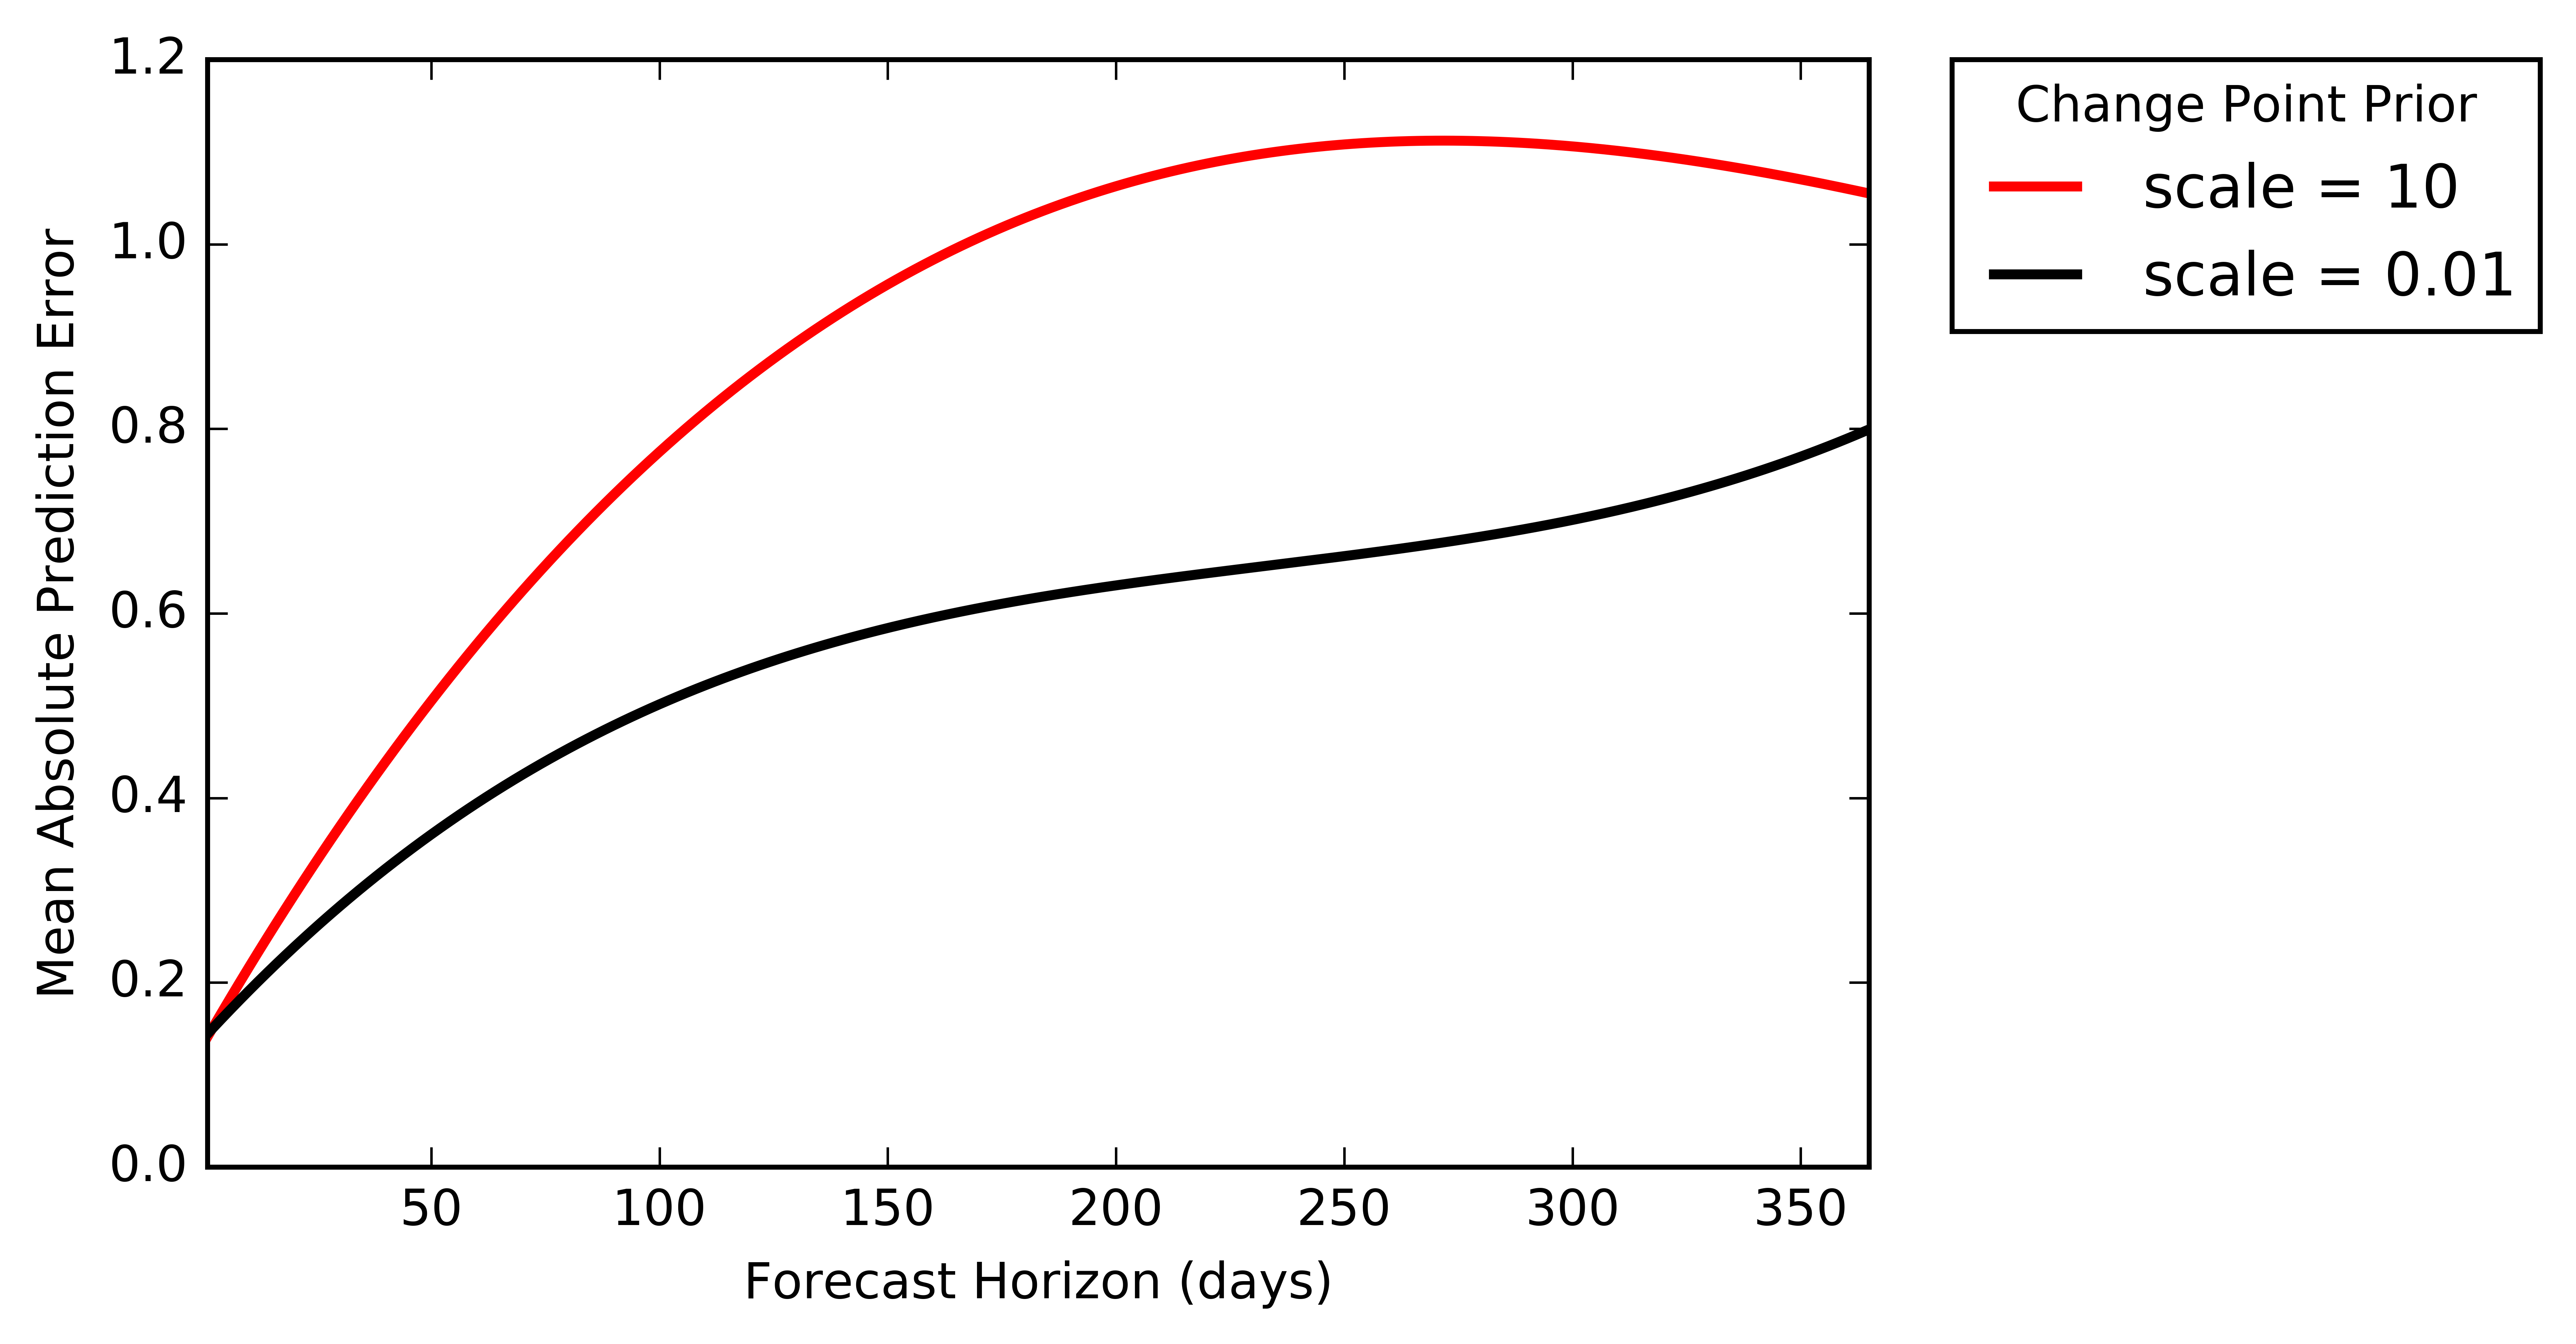 Mean Absolute Prediction Error
1.2
1.0
0.8
0.6
0.4
0.2
0.0
50 100 150 200 250 300 350
Forecast Horizon (days)
Change Point Prior
scale = 10
scale = 0.01